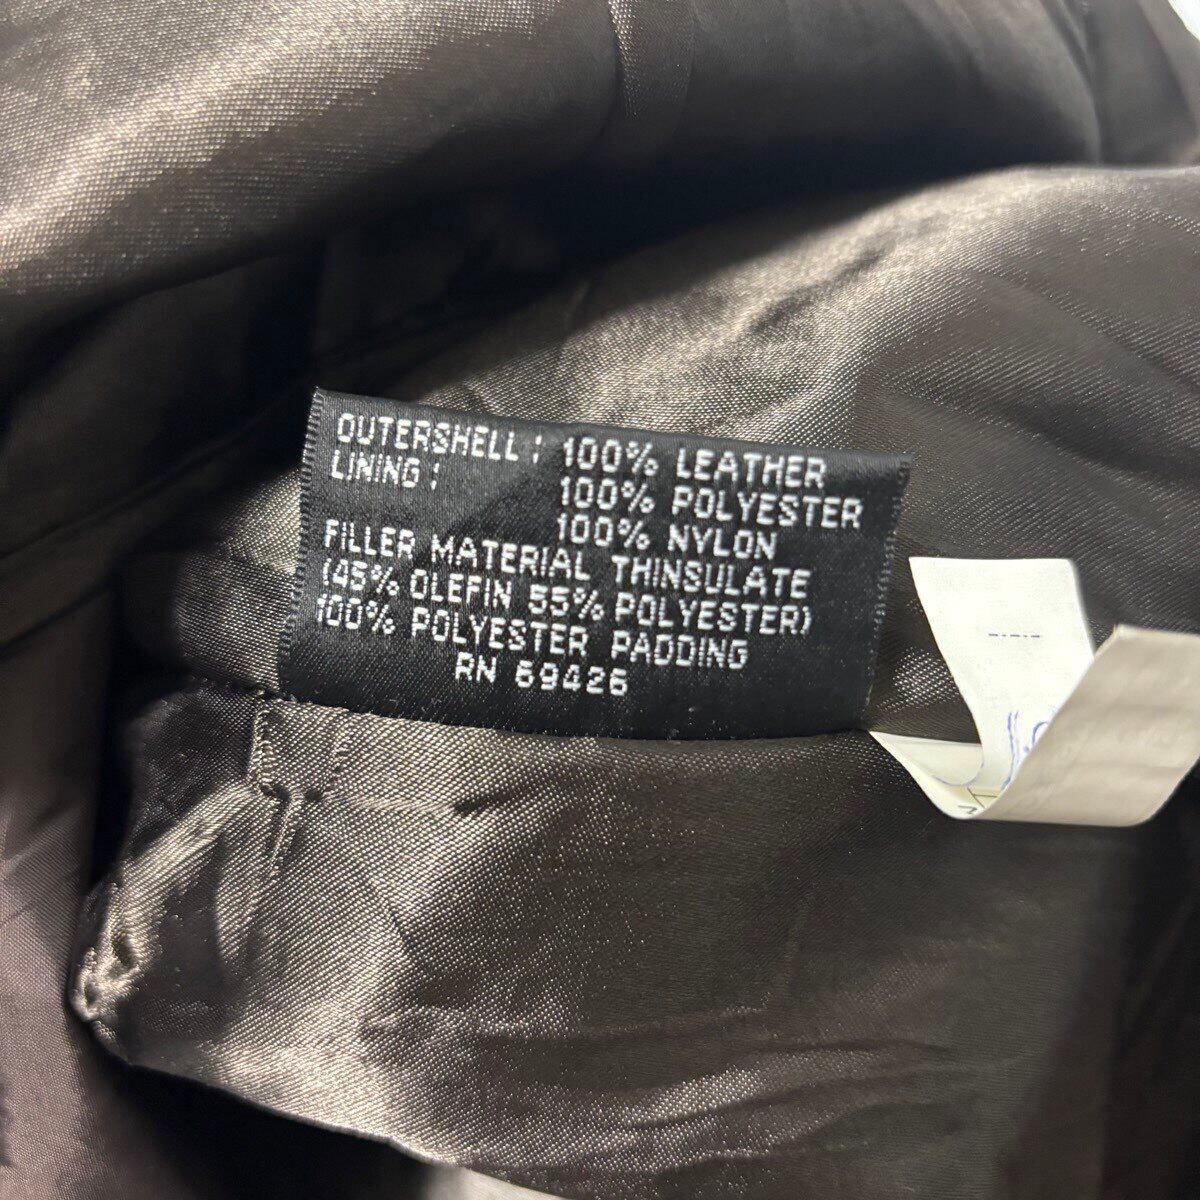 OUTERSHELL : 100% LEATHER
LINING : 100% POLYESTER
100% NYLON
FILLER MATERIAL THINSULATE
(45% OLEFIN 55% POLYESTER)
100% POLYESTER PADDING
RN 69426